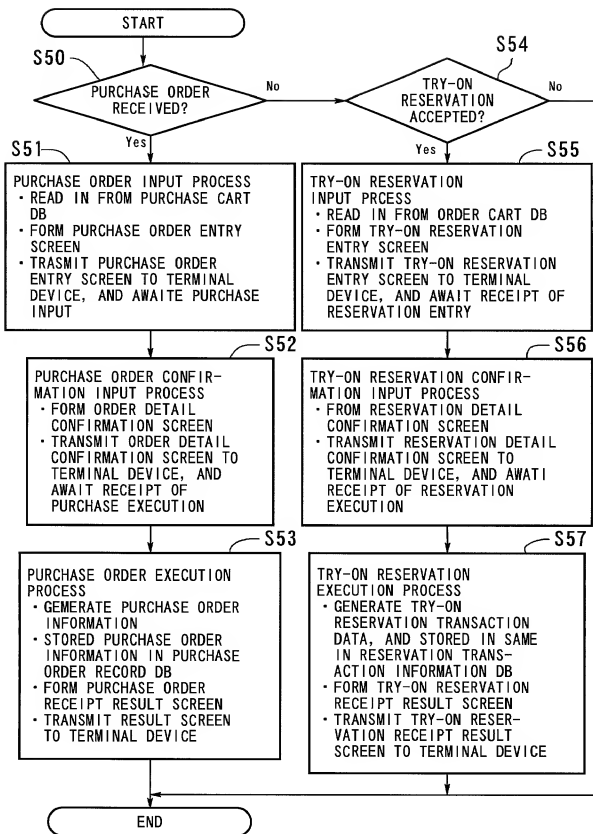 START
S50
PURCHASE ORDER
RECEIVED?
No
Yes
S54
TRY-ON
RESERVATION
ACCEPTED?
No
Yes
S51
PURCHASE ORDER INPUT PROCESS
・READ IN FROM PURCHASE CART
DB
・FORM PURCHASE ORDER ENTRY
SCREEN
・TRASMIT PURCHASE ORDER
ENTRY SCREEN TO TERMINAL
DEVICE, AND AWAITE PURCHASE
INPUT
S55
TRY-ON RESERVATION
INPUT PROCESS
・READ IN FROM ORDER CART DB
・FORM TRY-ON RESERVATION
ENTRY SCREEN
・TRANSMIT TRY-ON RESERVATION
ENTRY SCREEN TO TERMINAL
DEVICE, AND AWAIT RECEIPT OF
RESERVATION ENTRY
S52
PURCHASE ORDER CONFIR-
MATION INPUT PROCESS
・FORM ORDER DETAIL
CONFIRMATION SCREEN
・TRANSMIT ORDER DETAIL
CONFIRMATION SCREEN TO
TERMINAL DEVICE, AND
AWAIT RECEIPT OF
PURCHASE EXECUTION
S56
TRY-ON RESERVATION CONFIR-
MATION INPUT PROCESS
・FROM RESERVATION DETAIL
CONFIRMATION SCREEN
・TRANSMIT RESERVATION DETAIL
CONFIRMATION SCREEN TO
TERMINAL DEVICE, AND AWATI
RECEIPT OF RESERVATION
EXECUTION
S53
PURCHASE ORDER EXECUTION
PROCESS
・GEMERATE PURCHASE ORDER
INFORMATION
・STORED PURCHASE ORDER
INFORMATION IN PURCHASE
ORDER RECORD DB
・FORM PURCHASE ORDER
RECEIPT RESULT SCREEN
・TRANSMIT RESULT SCREEN
TO TERMINAL DEVICE
S57
TRY-ON RESERVATION
EXECUTION PROCESS
・GENERATE TRY-ON
RESERVATION TRANSACTION
DATA, AND STORED IN SAME
IN RESERVATION TRANS-
ACTION INFORMATION DB
・FORM TRY-ON RESERVATION
RECEIPT RESULT SCREEN
・TRANSMIT TRY-ON RESER-
VATION RECEIPT RESULT
SCREEN TO TERMINAL DEVICE
END